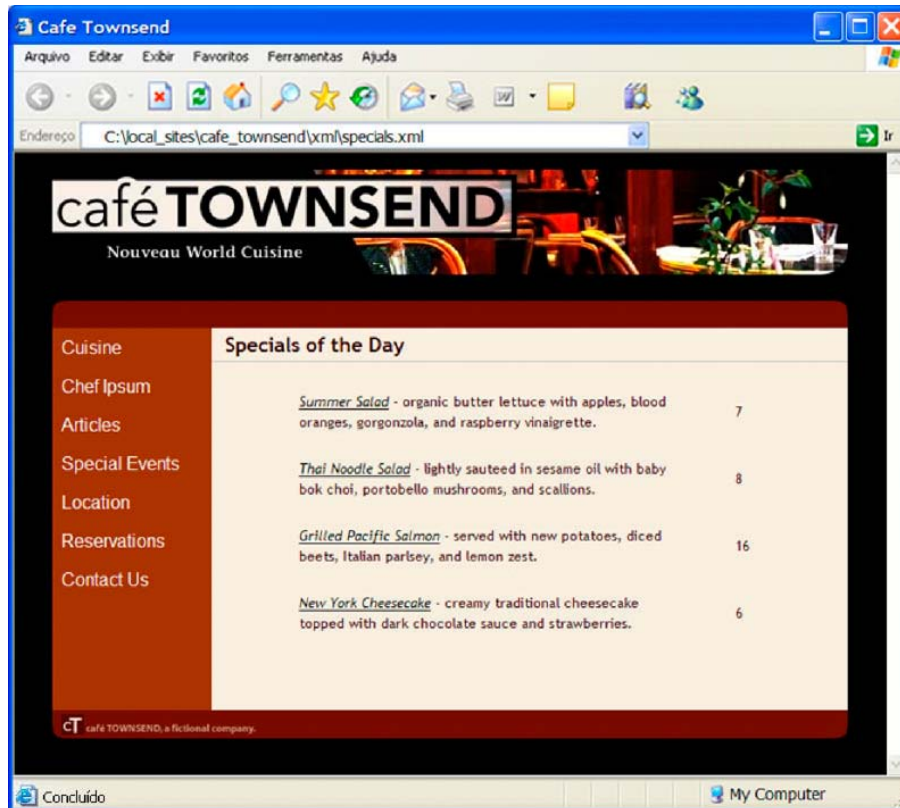 Cafe Townsend
Arquivo Editar Exibir Favoritos Ferramentas Ajuda
Endereço C:\local_sites\cafe_townsend\xml\specials.xml Ir
café TOWNSEND
Nouveau World Cuisine
Cuisine
Chef Ipsum
Articles
Special Events
Location
Reservations
Contact Us
Specials of the Day
Summer Salad - organic butter lettuce with apples, blood
oranges, gorgonzola, and raspberry vinaigrette.
7
Thai Noodle Salad - lightly sauteed in sesame oil with baby
bok choi, portobello mushrooms, and scallions.
8
Grilled Pacific Salmon - served with new potatoes, diced
beets, Italian parlsey, and lemon zest.
16
New York Cheesecake - creamy traditional cheesecake
topped with dark chocolate sauce and strawberries.
6
cT café TOWNSEND, a fictional company.
Concluído My Computer